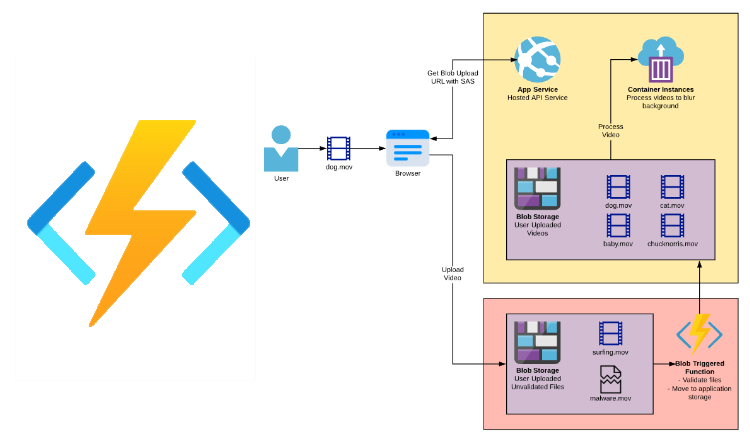 Get Blob Upload
URL with SAS
App Service
Hosted API Service
Container Instances
Process videos to blur
background
Process
Video
User
dog.mov
Browser
Blob Storage
User Uploaded
Videos
dog.mov
cat.mov
baby.mov
chucknorris.mov
Upload
Video
Blob Storage
User Uploaded
Unvalidated Files
surfing.mov
malware.mov
Blob Triggered
Function
- Validate files
- Move to application
storage